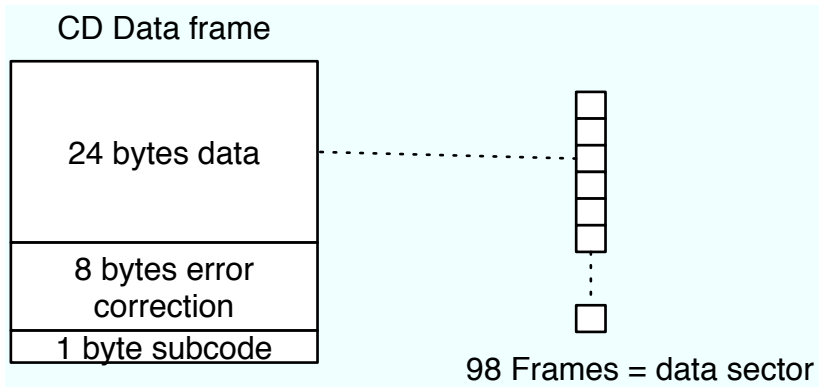 CD Data frame
24 bytes data
8 bytes error
correction
1 byte subcode
98 Frames = data sector